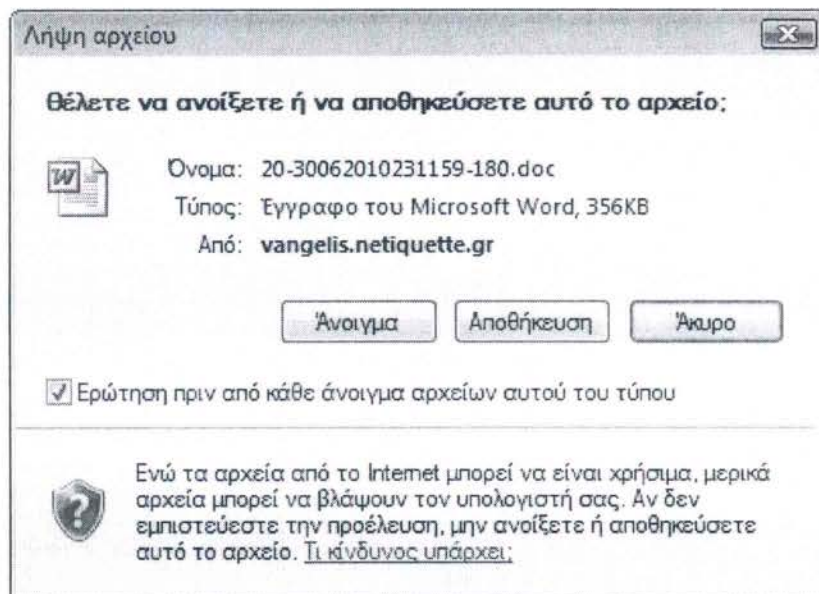 Λήψη αρχείου
Θέλετε να ανοίξετε ή να αποθηκεύσετε αυτό το αρχείο;
Όνομα: 20-30062010231159-180.doc
Τύπος: Έγγραφο του Microsoft Word, 356KB
Από: vangelis.netiquette.gr
Άνοιγμα Αποθήκευση Άκυρο
Ερώτηση πριν από κάθε άνοιγμα αρχείων αυτού του τύπου
Ενώ τα αρχεία από το Internet μπορεί να είναι χρήσιμα, μερικά
αρχεία μπορεί να βλάψουν τον υπολογιστή σας. Αν δεν
εμπιστεύεστε την προέλευση, μην ανοίξετε ή αποθηκεύσετε
αυτό το αρχείο. Τι κίνδυνος υπάρχει;